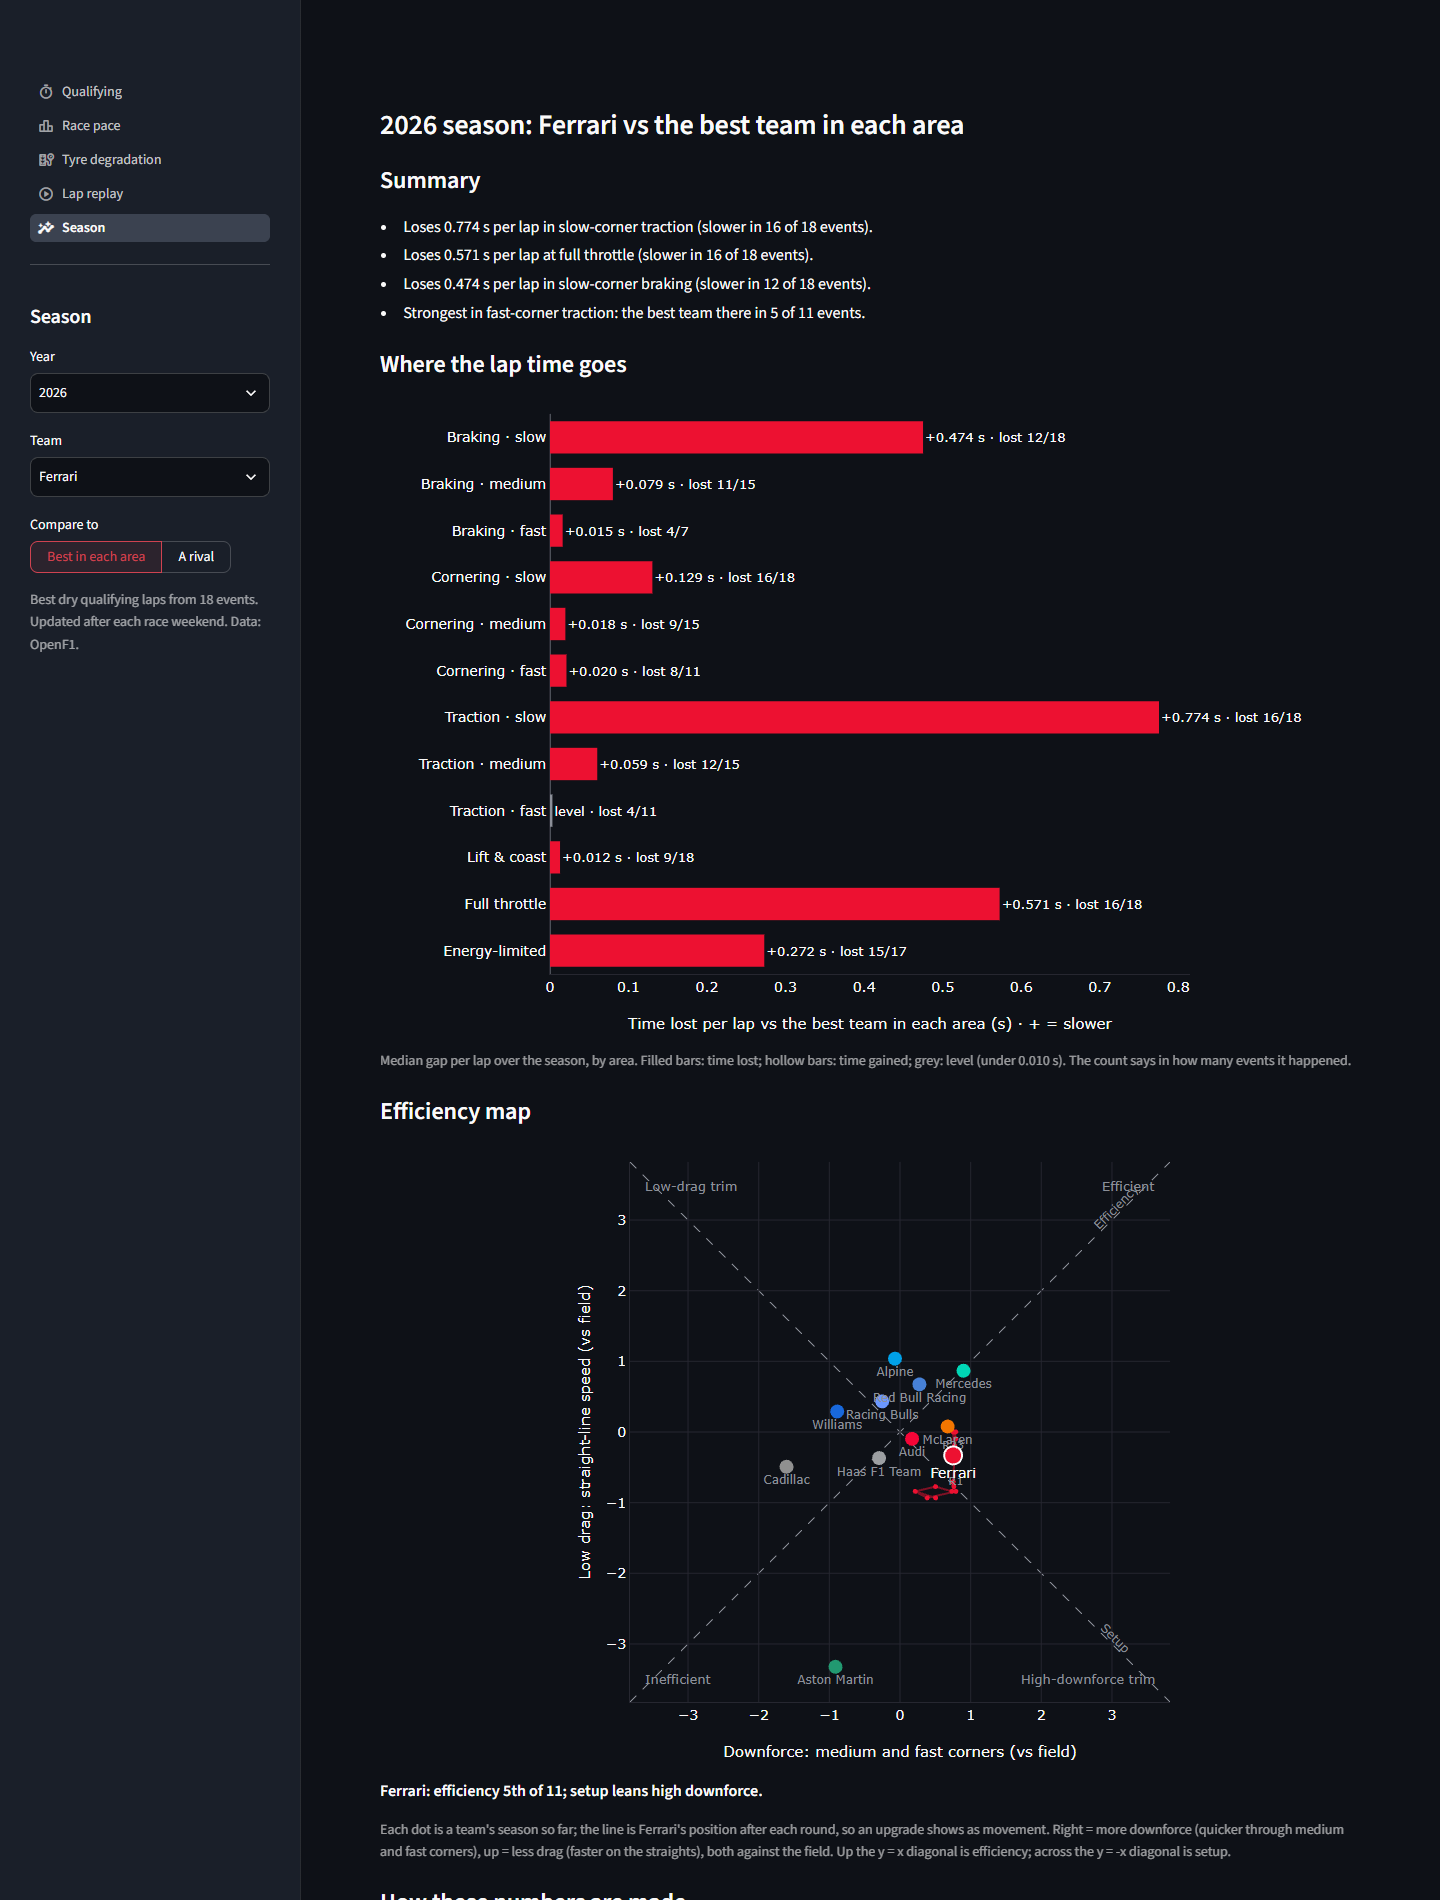 Qualifying
Race pace
Tyre degradation
Lap replay
Season
Season
Year
2026
Team
Ferrari
Compare to
Best in each area
A rival
Best dry qualifying laps from 18 events.
Updated after each race weekend. Data:
OpenF1.
2026 season: Ferrari vs the best team in each area
Summary
• Loses 0.774 s per lap in slow-corner traction (slower in 16 of 18 events).
• Loses 0.571 s per lap at full throttle (slower in 16 of 18 events).
• Loses 0.474 s per lap in slow-corner braking (slower in 12 of 18 events).
• Strongest in fast-corner traction: the best team there in 5 of 11 events.
Where the lap time goes
Braking · slow +0.474 s · lost 12/18
Braking · medium +0.079 s · lost 11/15
Braking · fast +0.015 s · lost 4/7
Cornering · slow +0.129 s · lost 16/18
Cornering · medium +0.018 s · lost 9/15
Cornering · fast +0.020 s · lost 8/11
Traction · slow +0.774 s · lost 16/18
Traction · medium +0.059 s · lost 12/15
Traction · fast level · lost 4/11
Lift & coast +0.012 s · lost 9/18
Full throttle +0.571 s · lost 16/18
Energy-limited +0.272 s · lost 15/17
0 0.1 0.2 0.3 0.4 0.5 0.6 0.7 0.8
Time lost per lap vs the best team in each area (s) · + = slower
Median gap per lap over the season, by area. Filled bars: time lost; hollow bars: time gained; grey: level (under 0.010 s). The count says in how many events it happened.
Efficiency map
Low-drag trim
Efficient
Efficiency
3
2
1
0
−1
−2
−3
Low drag: straight-line speed (vs field)
Alpine
Mercedes
Red Bull Racing
Racing Bulls
Williams
McLaren
Audi
Haas F1 Team
Ferrari
Cadillac
Setup
Inefficient
Aston Martin
High-downforce trim
−3 −2 −1 0 1 2 3
Downforce: medium and fast corners (vs field)
Ferrari: efficiency 5th of 11; setup leans high downforce.
Each dot is a team's season so far; the line is Ferrari's position after each round, so an upgrade shows as movement. Right = more downforce (quicker through medium
and fast corners), up = less drag (faster on the straights), both against the field. Up the y = x diagonal is efficiency; across the y = -x diagonal is setup.
How these numbers are made